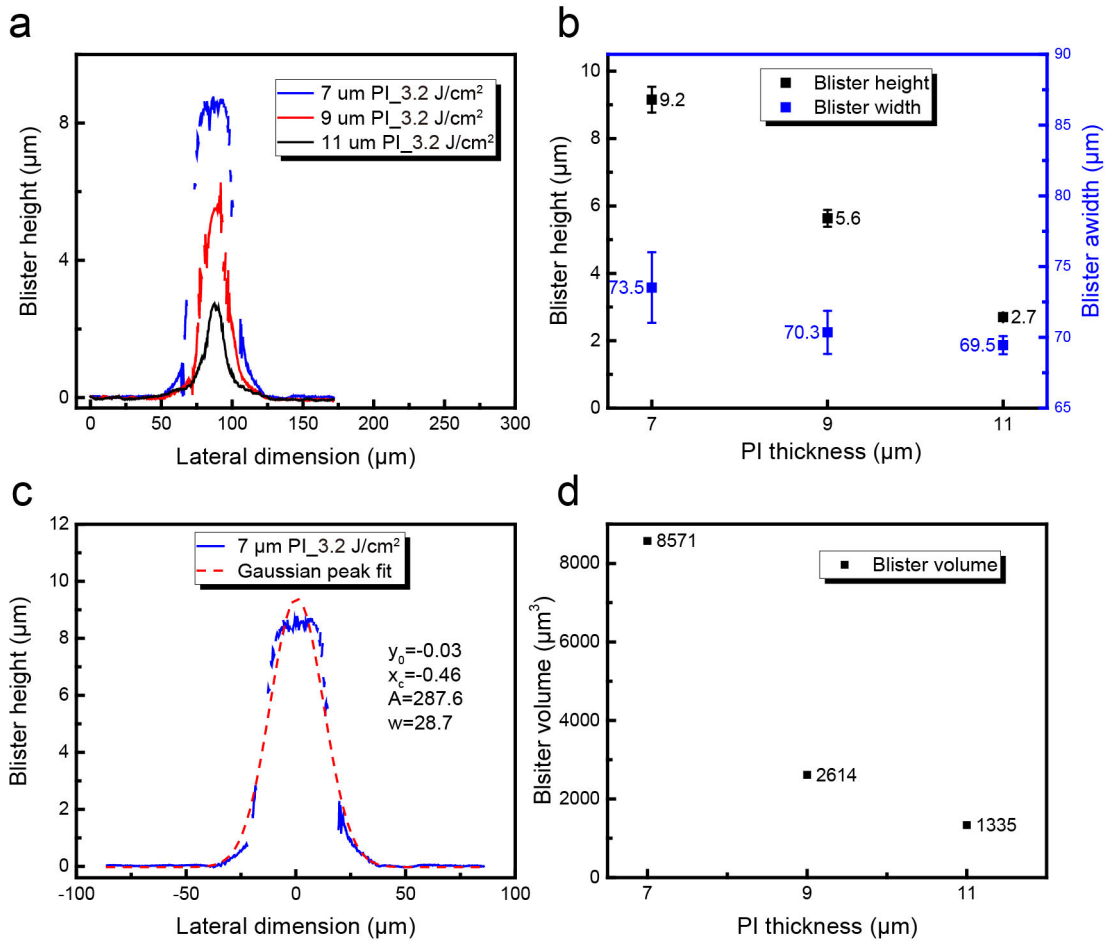 a
Blister height (µm)
8
4
0
7 um PI_3.2 J/cm²
9 um PI_3.2 J/cm²
11 um PI_3.2 J/cm²
0 50 100 150 200 250 300
Lateral dimension (µm)
b
Blister height (µm)
10
8
6
4
2
0
Blister height
Blister width
9.2
5.6
2.7
73.5
70.3
69.5
90
85
80
75
70
65
Blister awidth (µm)
7 9 11
PI thickness (µm)
c
Blister height (µm)
12
10
8
6
4
2
0
7 µm PI_3.2 J/cm²
Gaussian peak fit
y₀=-0.03
x_c=-0.46
A=287.6
w=28.7
-100 -50 0 50 100
Lateral dimension (µm)
d
Blsiter volume (µm³)
8000
6000
4000
2000
0
Blister volume
8571
2614
1335
7 9 11
PI thickness (µm)